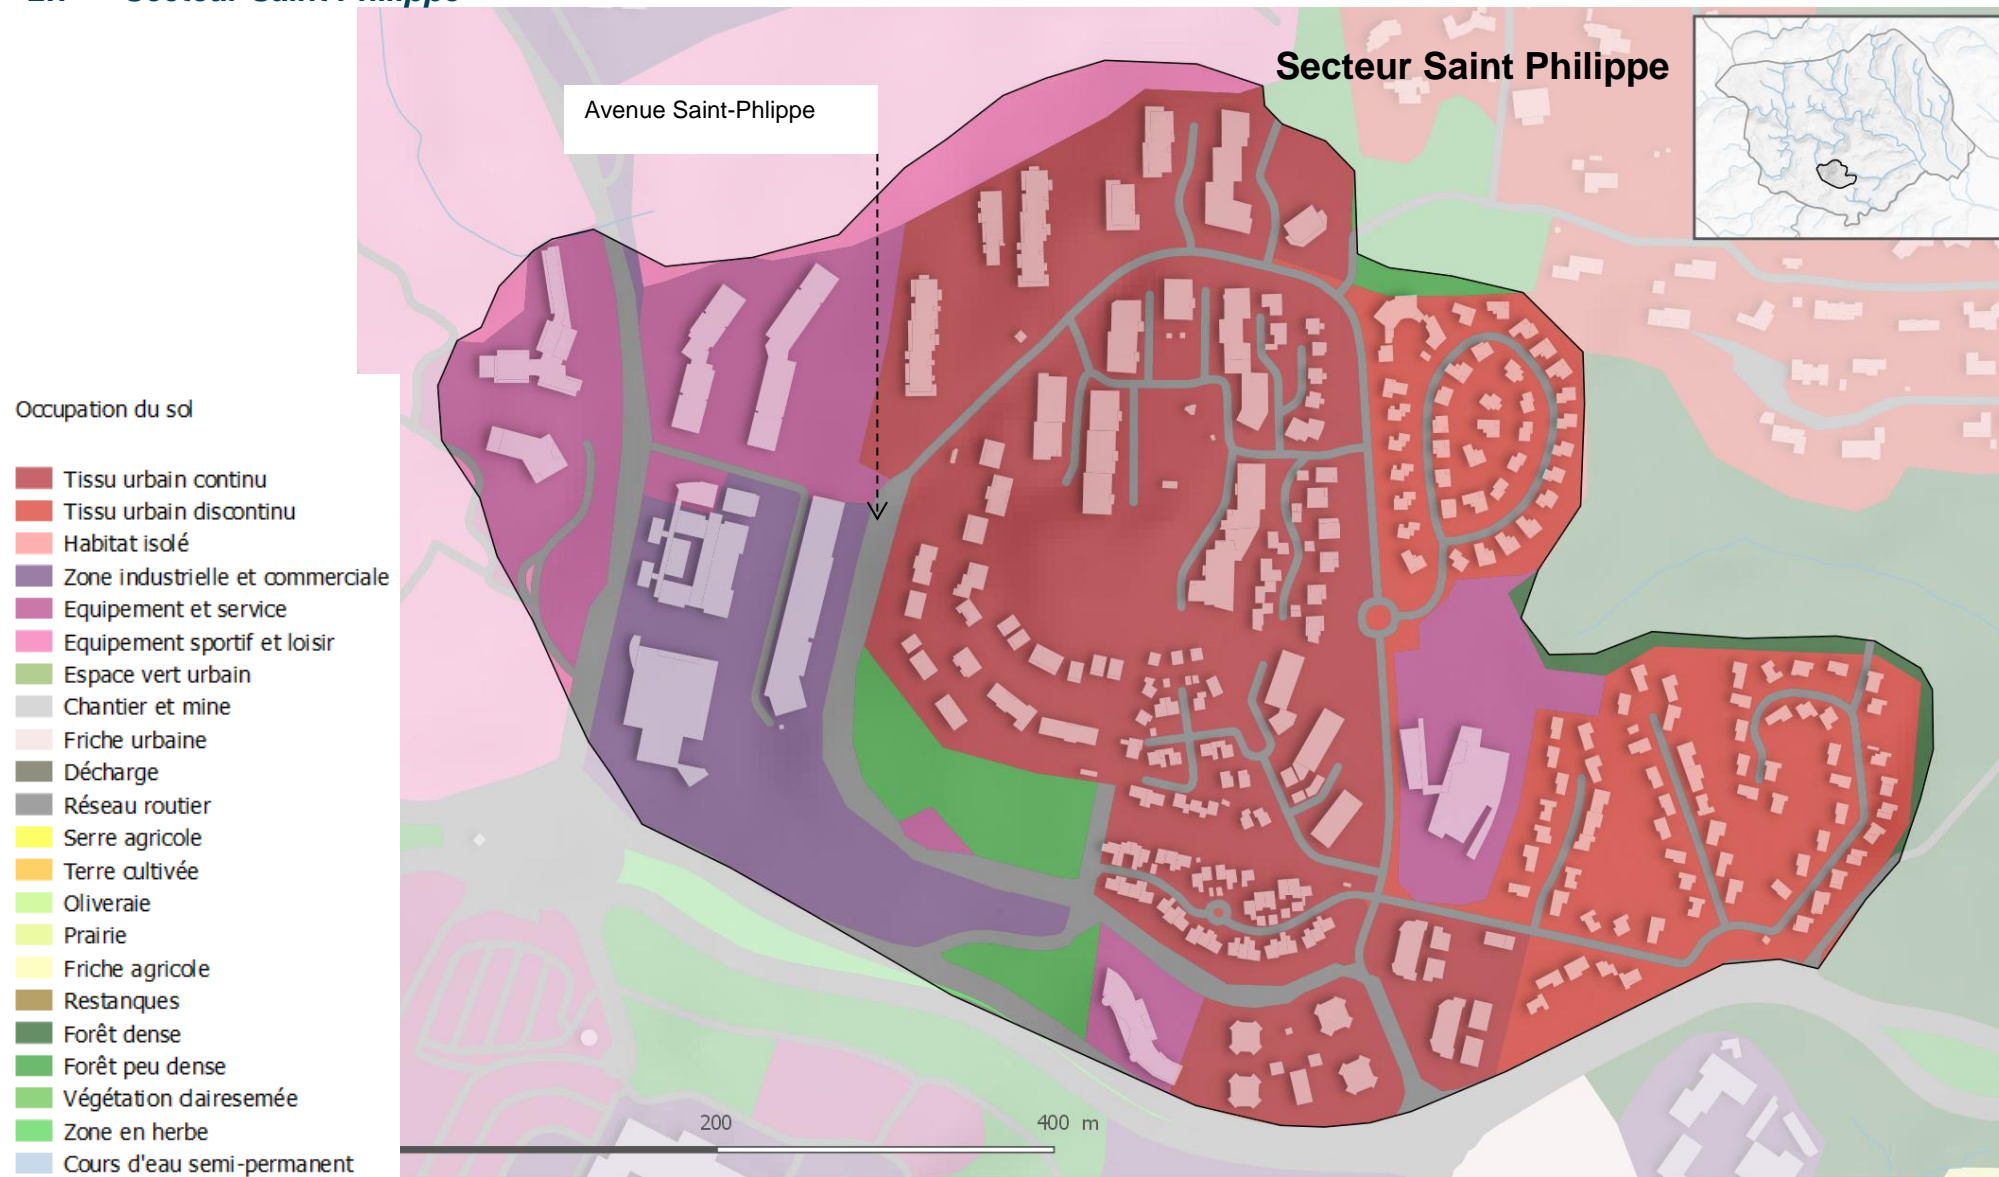 Secteur Saint Philippe
Secteur Saint Philippe
Avenue Saint-Phlippe
Occupation du sol
Tissu urbain continu
Tissu urbain discontinu
Habitat isolé
Zone industrielle et commerciale
Equipement et service
Equipement sportif et loisir
Espace vert urbain
Chantier et mine
Friche urbaine
Décharge
Réseau routier
Serre agricole
Terre cultivée
Oliveraie
Prairie
Friche agricole
Restanques
Forêt dense
Forêt peu dense
Végétation clairesemée
Zone en herbe
Cours d'eau semi-permanent
200
400 m